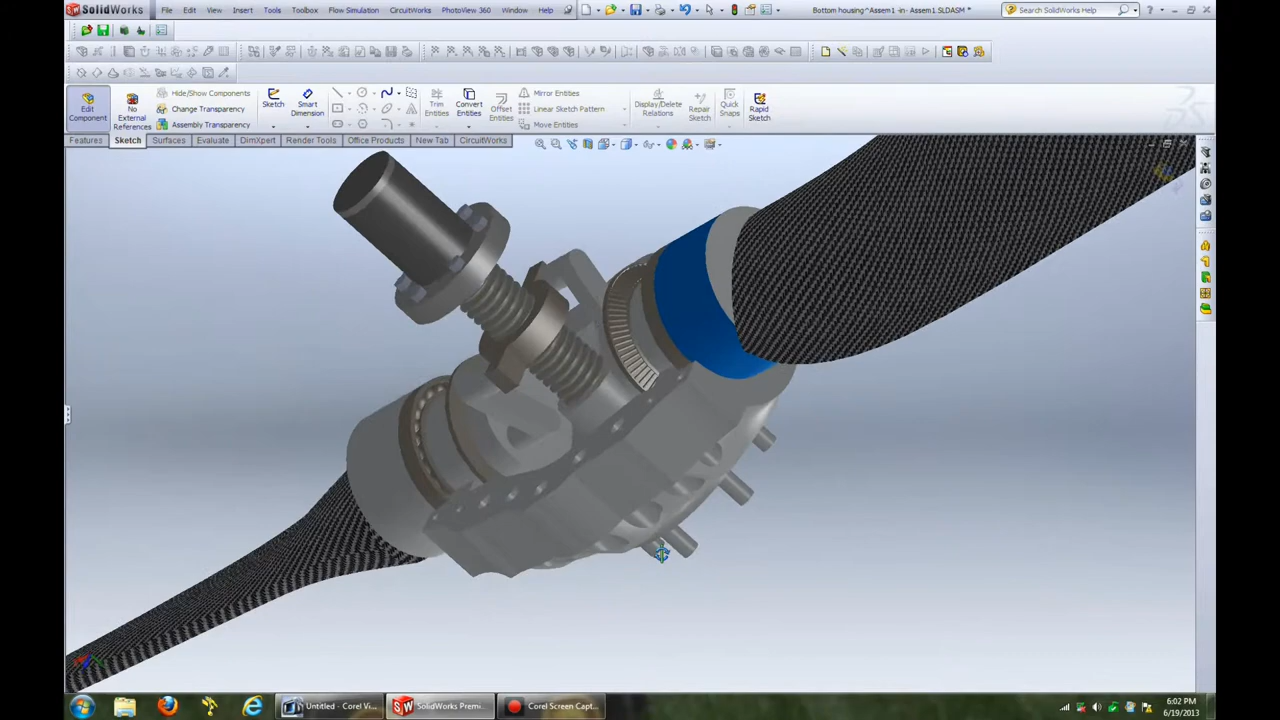 SolidWorks File Edit View Insert Tools Toolbox Flow Simulation CircuitWorks PhotoView 360 Window Help Bottom housing^Assem1 -in- Assem1.SLDASM * Search SolidWorks Help
Edit Component
No External References
Hide/Show Components
Change Transparency
Assembly Transparency
Sketch
Smart Dimension
Trim Entities
Convert Entities
Offset Entities
Mirror Entities
Linear Sketch Pattern
Move Entities
Display/Delete Relations
Repair Sketch
Quick Snaps
Rapid Sketch
Features Sketch Surfaces Evaluate DimXpert Render Tools Office Products New Tab CircuitWorks
Untitled - Corel Vi... SolidWorks Premi... Corel Screen Capt...
6:02 PM
6/19/2013